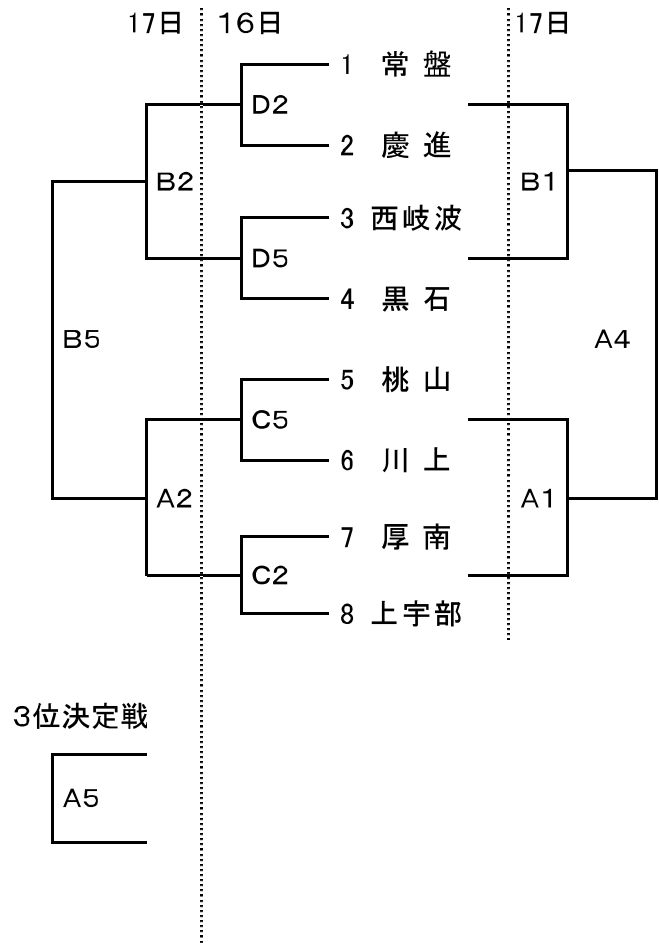 17日 16日 17日
1 常盤
D2
2 慶進
B2 B1
3 西岐波
D5
4 黒石
B5 A4
5 桃山
C5
6 川上
A2 A1
7 厚南
C2
8 上宇部
3位決定戦
A5